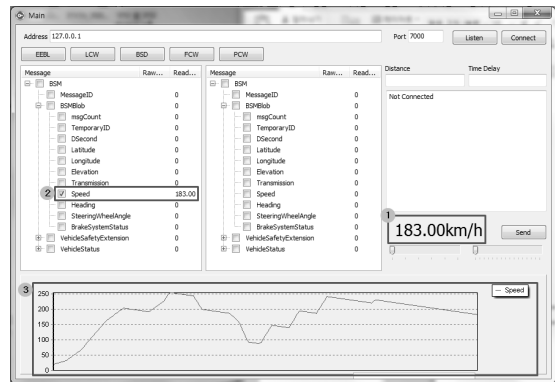 Main
Address 127.0.0.1 Port 7000 Listen Connect
EEBL LCW BSD FCW PCW
Distance Time Delay
Message Raw... Read...
BSM
MessageID 0
BSMBlob 0
msgCount 0
TemporaryID 0
DSecond 0
Latitude 0
Longitude 0
Elevation 0
Transmission 0
2 Speed 183.00
Heading 0
SteeringWheelAngle 0
BrakeSystemStatus 0
VehicleSafetyExtension 0
VehicleStatus 0
Message Raw... Read...
BSM
MessageID 0
BSMBlob 0
msgCount 0
TemporaryID 0
DSecond 0
Latitude 0
Longitude 0
Elevation 0
Transmission 0
Speed 0
Heading 0
SteeringWheelAngle 0
BrakeSystemStatus 0
VehicleSafetyExtension 0
VehicleStatus 0
Not Connected
1
183.00km/h Send
3
Speed
250
200
150
100
50
0